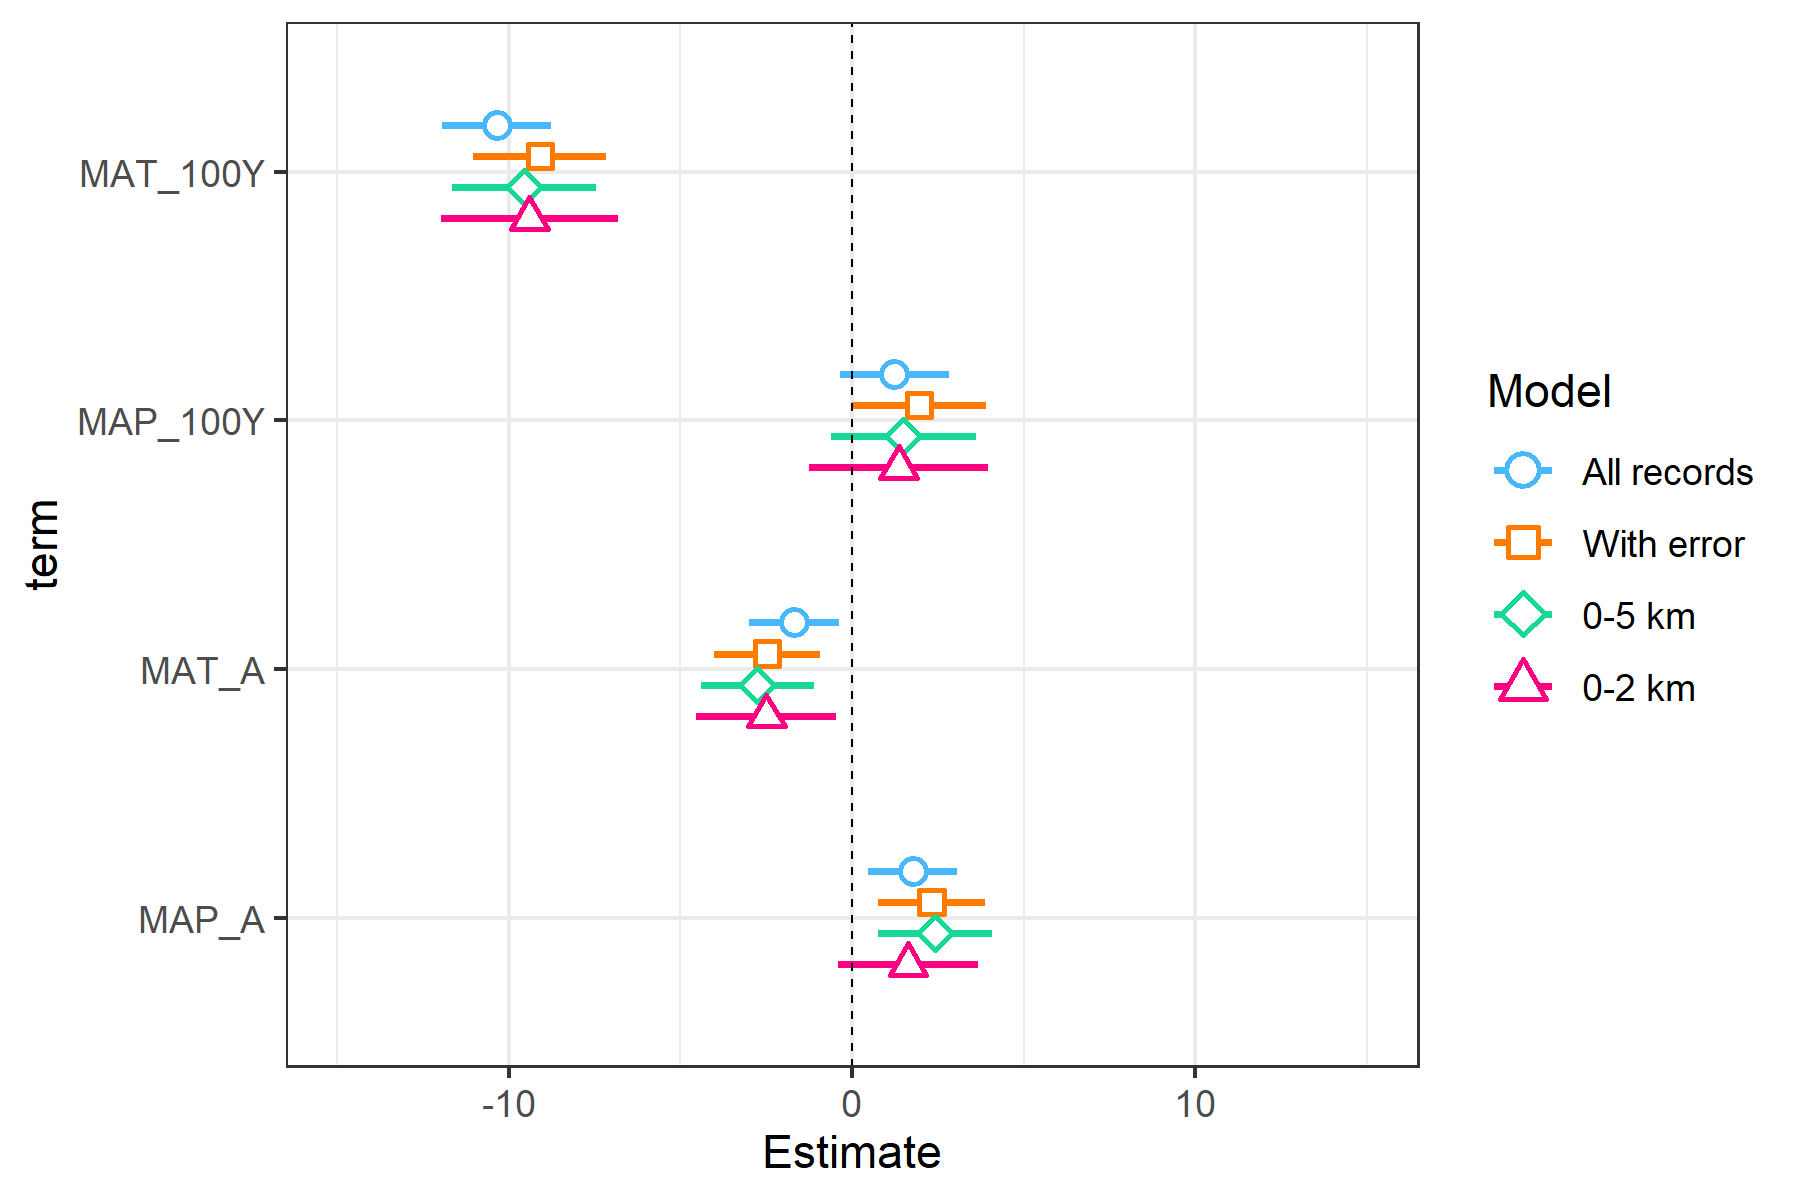 MAT_100Y
MAP_100Y
MAT_A
MAP_A
term
-10
0
10
Estimate
Model
All records
With error
0-5 km
0-2 km